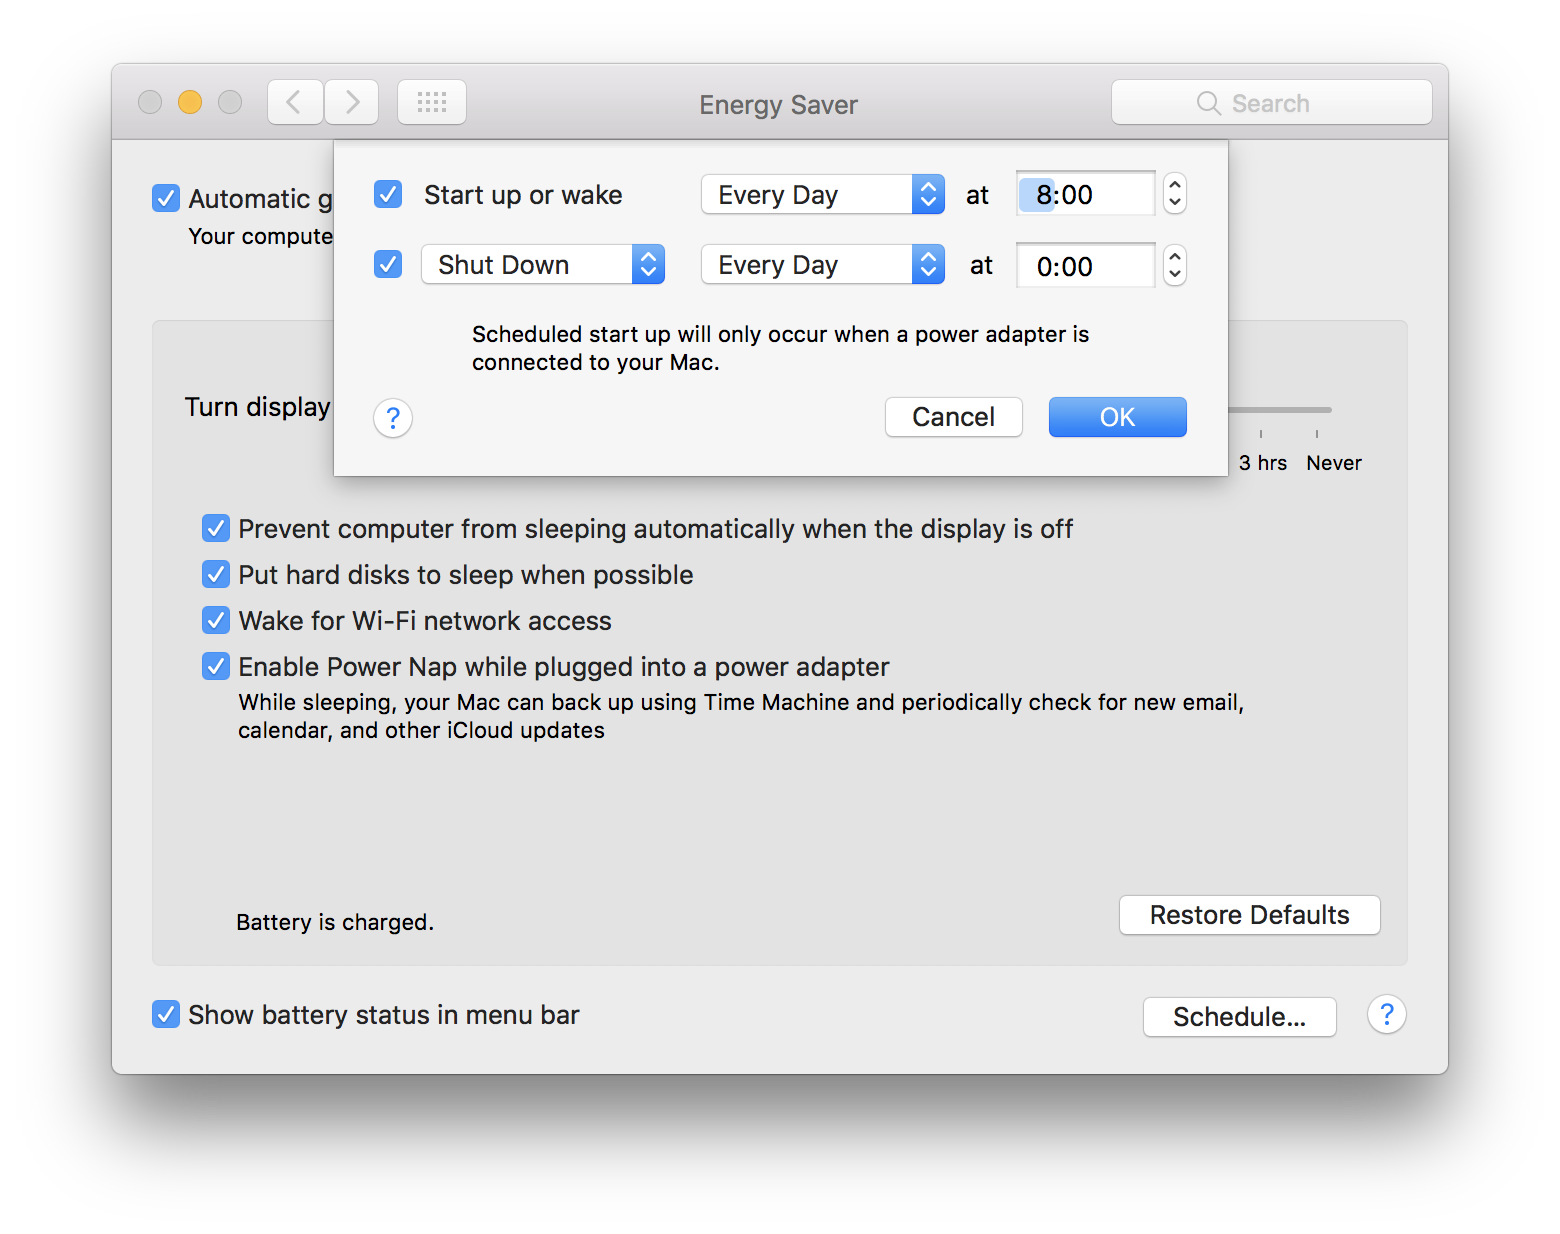 Energy Saver
Search
Automatic g
Your compute
Start up or wake Every Day at 8:00
Shut Down Every Day at 0:00
Scheduled start up will only occur when a power adapter is
connected to your Mac.
? Cancel OK
Turn display
3 hrs Never
Prevent computer from sleeping automatically when the display is off
Put hard disks to sleep when possible
Wake for Wi-Fi network access
Enable Power Nap while plugged into a power adapter
While sleeping, your Mac can back up using Time Machine and periodically check for new email,
calendar, and other iCloud updates
Battery is charged.
Restore Defaults
Show battery status in menu bar
Schedule... ?